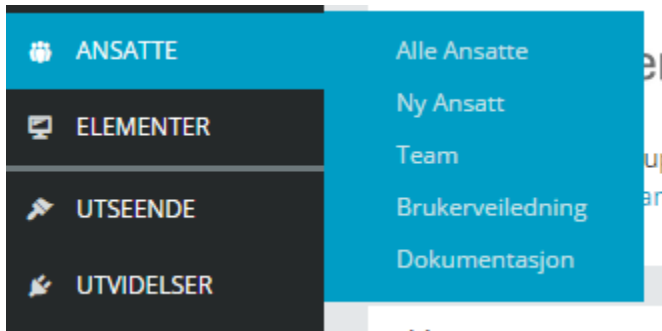 ANSATTE
ELEMENTER
UTSEENDE
UTVIDELSER
Alle Ansatte
Ny Ansatt
Team
Brukerveiledning
Dokumentasjon